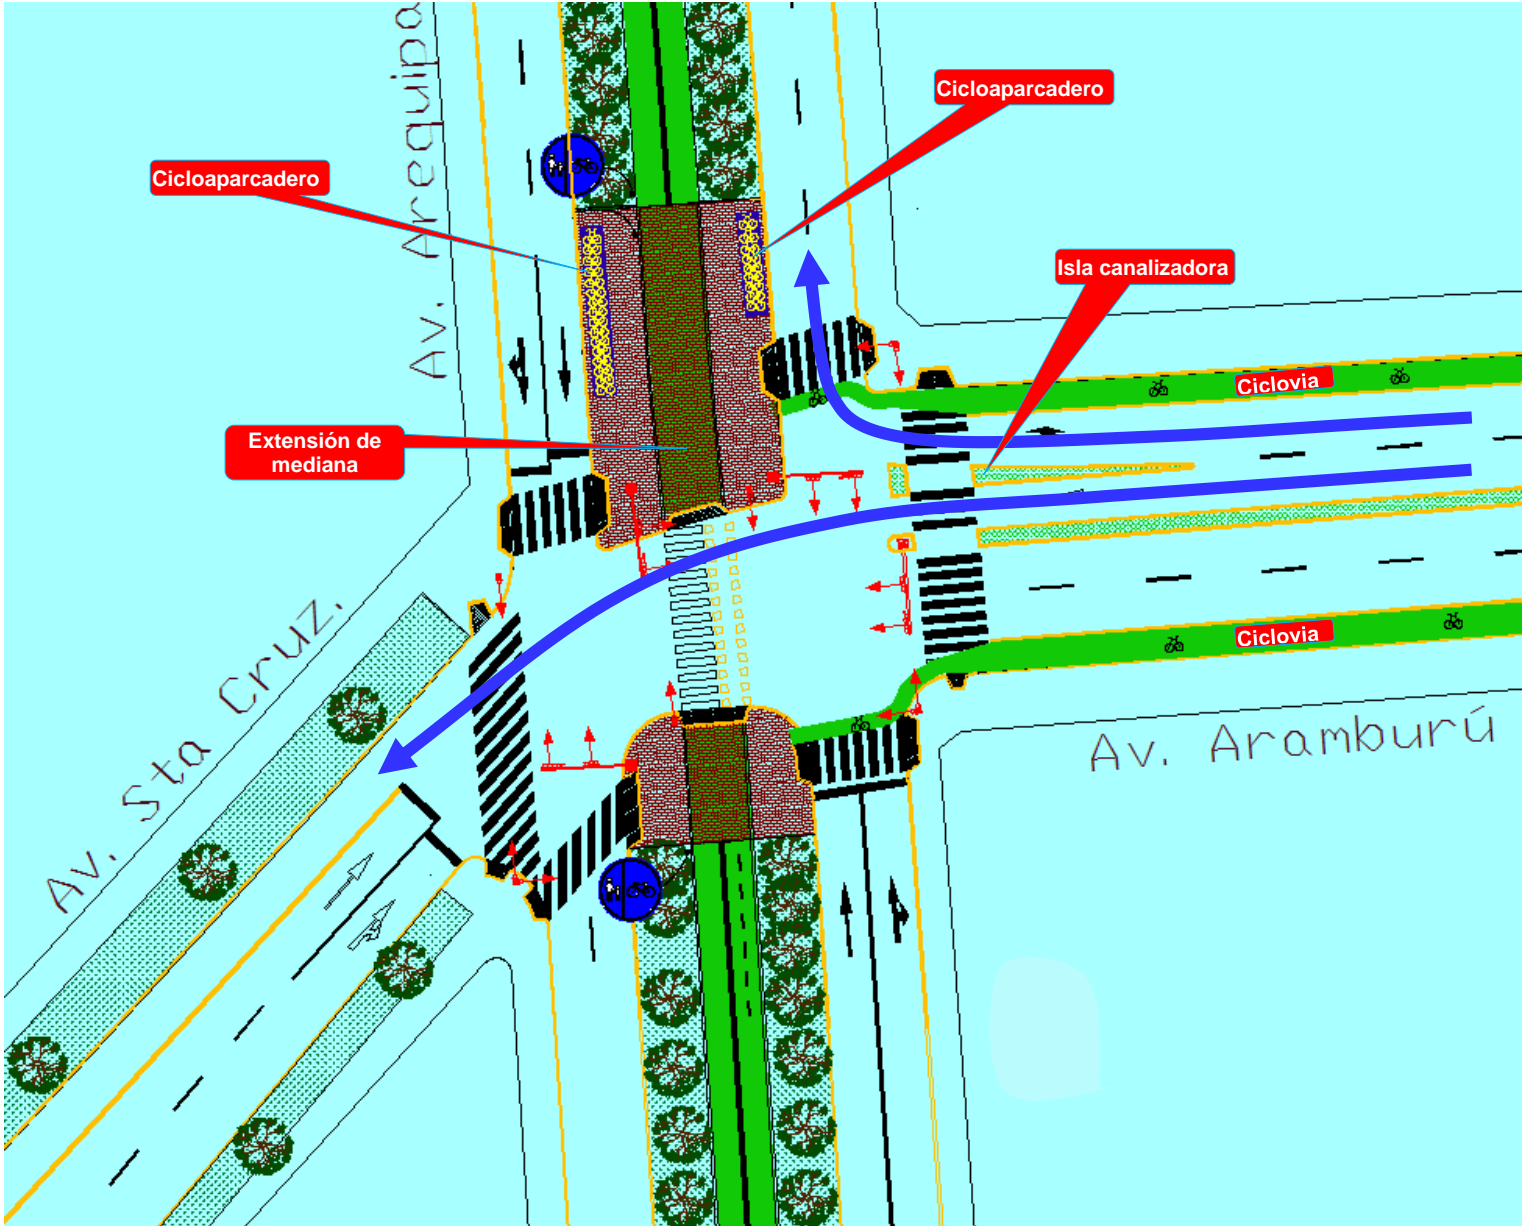 Av. Arequipa
Cicloaparcadero
Cicloaparcadero
Isla canalizadora
Ciclovia
Extensión de
mediana
Av. Sta Cruz.
Ciclovia
Av. Aramburú